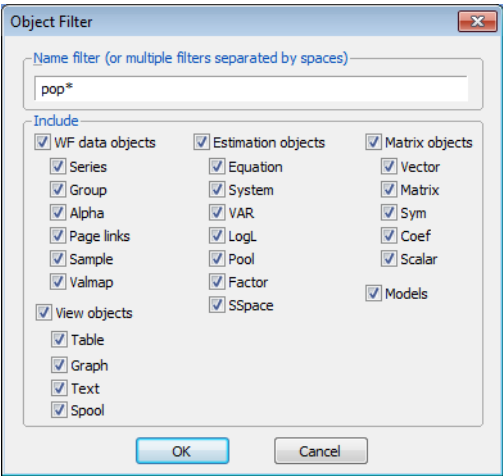 Object Filter
Name filter (or multiple filters separated by spaces)
pop*
Include
WF data objects
Series
Group
Alpha
Page links
Sample
Valmap
View objects
Table
Graph
Text
Spool
Estimation objects
Equation
System
VAR
LogL
Pool
Factor
SSpace
Matrix objects
Vector
Matrix
Sym
Coef
Scalar
Models
OK
Cancel